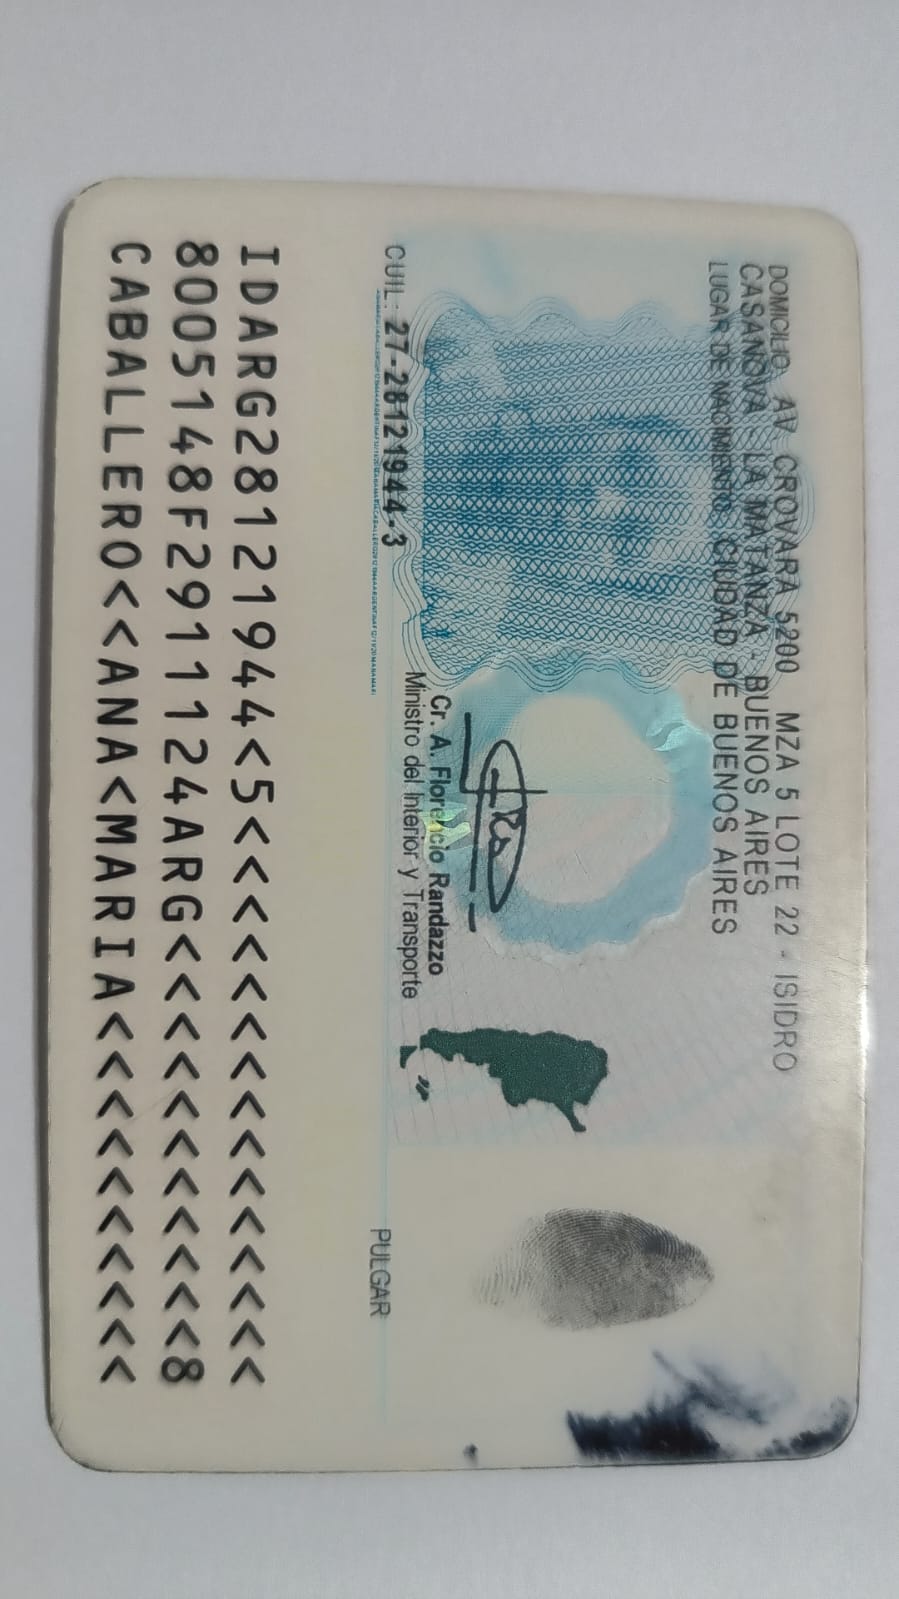 DOMICILIO: AV CROVARA 5200 MZA 5 LOTE 22 - ISIDRO
CASANOVA - LA MATANZA - BUENOS AIRES
LUGAR DE NACIMIENTO: CIUDAD DE BUENOS AIRES
Cr. A. Florencio Randazzo
Ministro del Interior y Transporte
CUIL: 27-28121944-3
PULGAR
IDARG28121944<5<<<<<<<<<<<<<<<
8005148F2911124ARG<<<<<<<<<<<8
CABALLERO<<ANA<MARIA<<<<<<<<<<